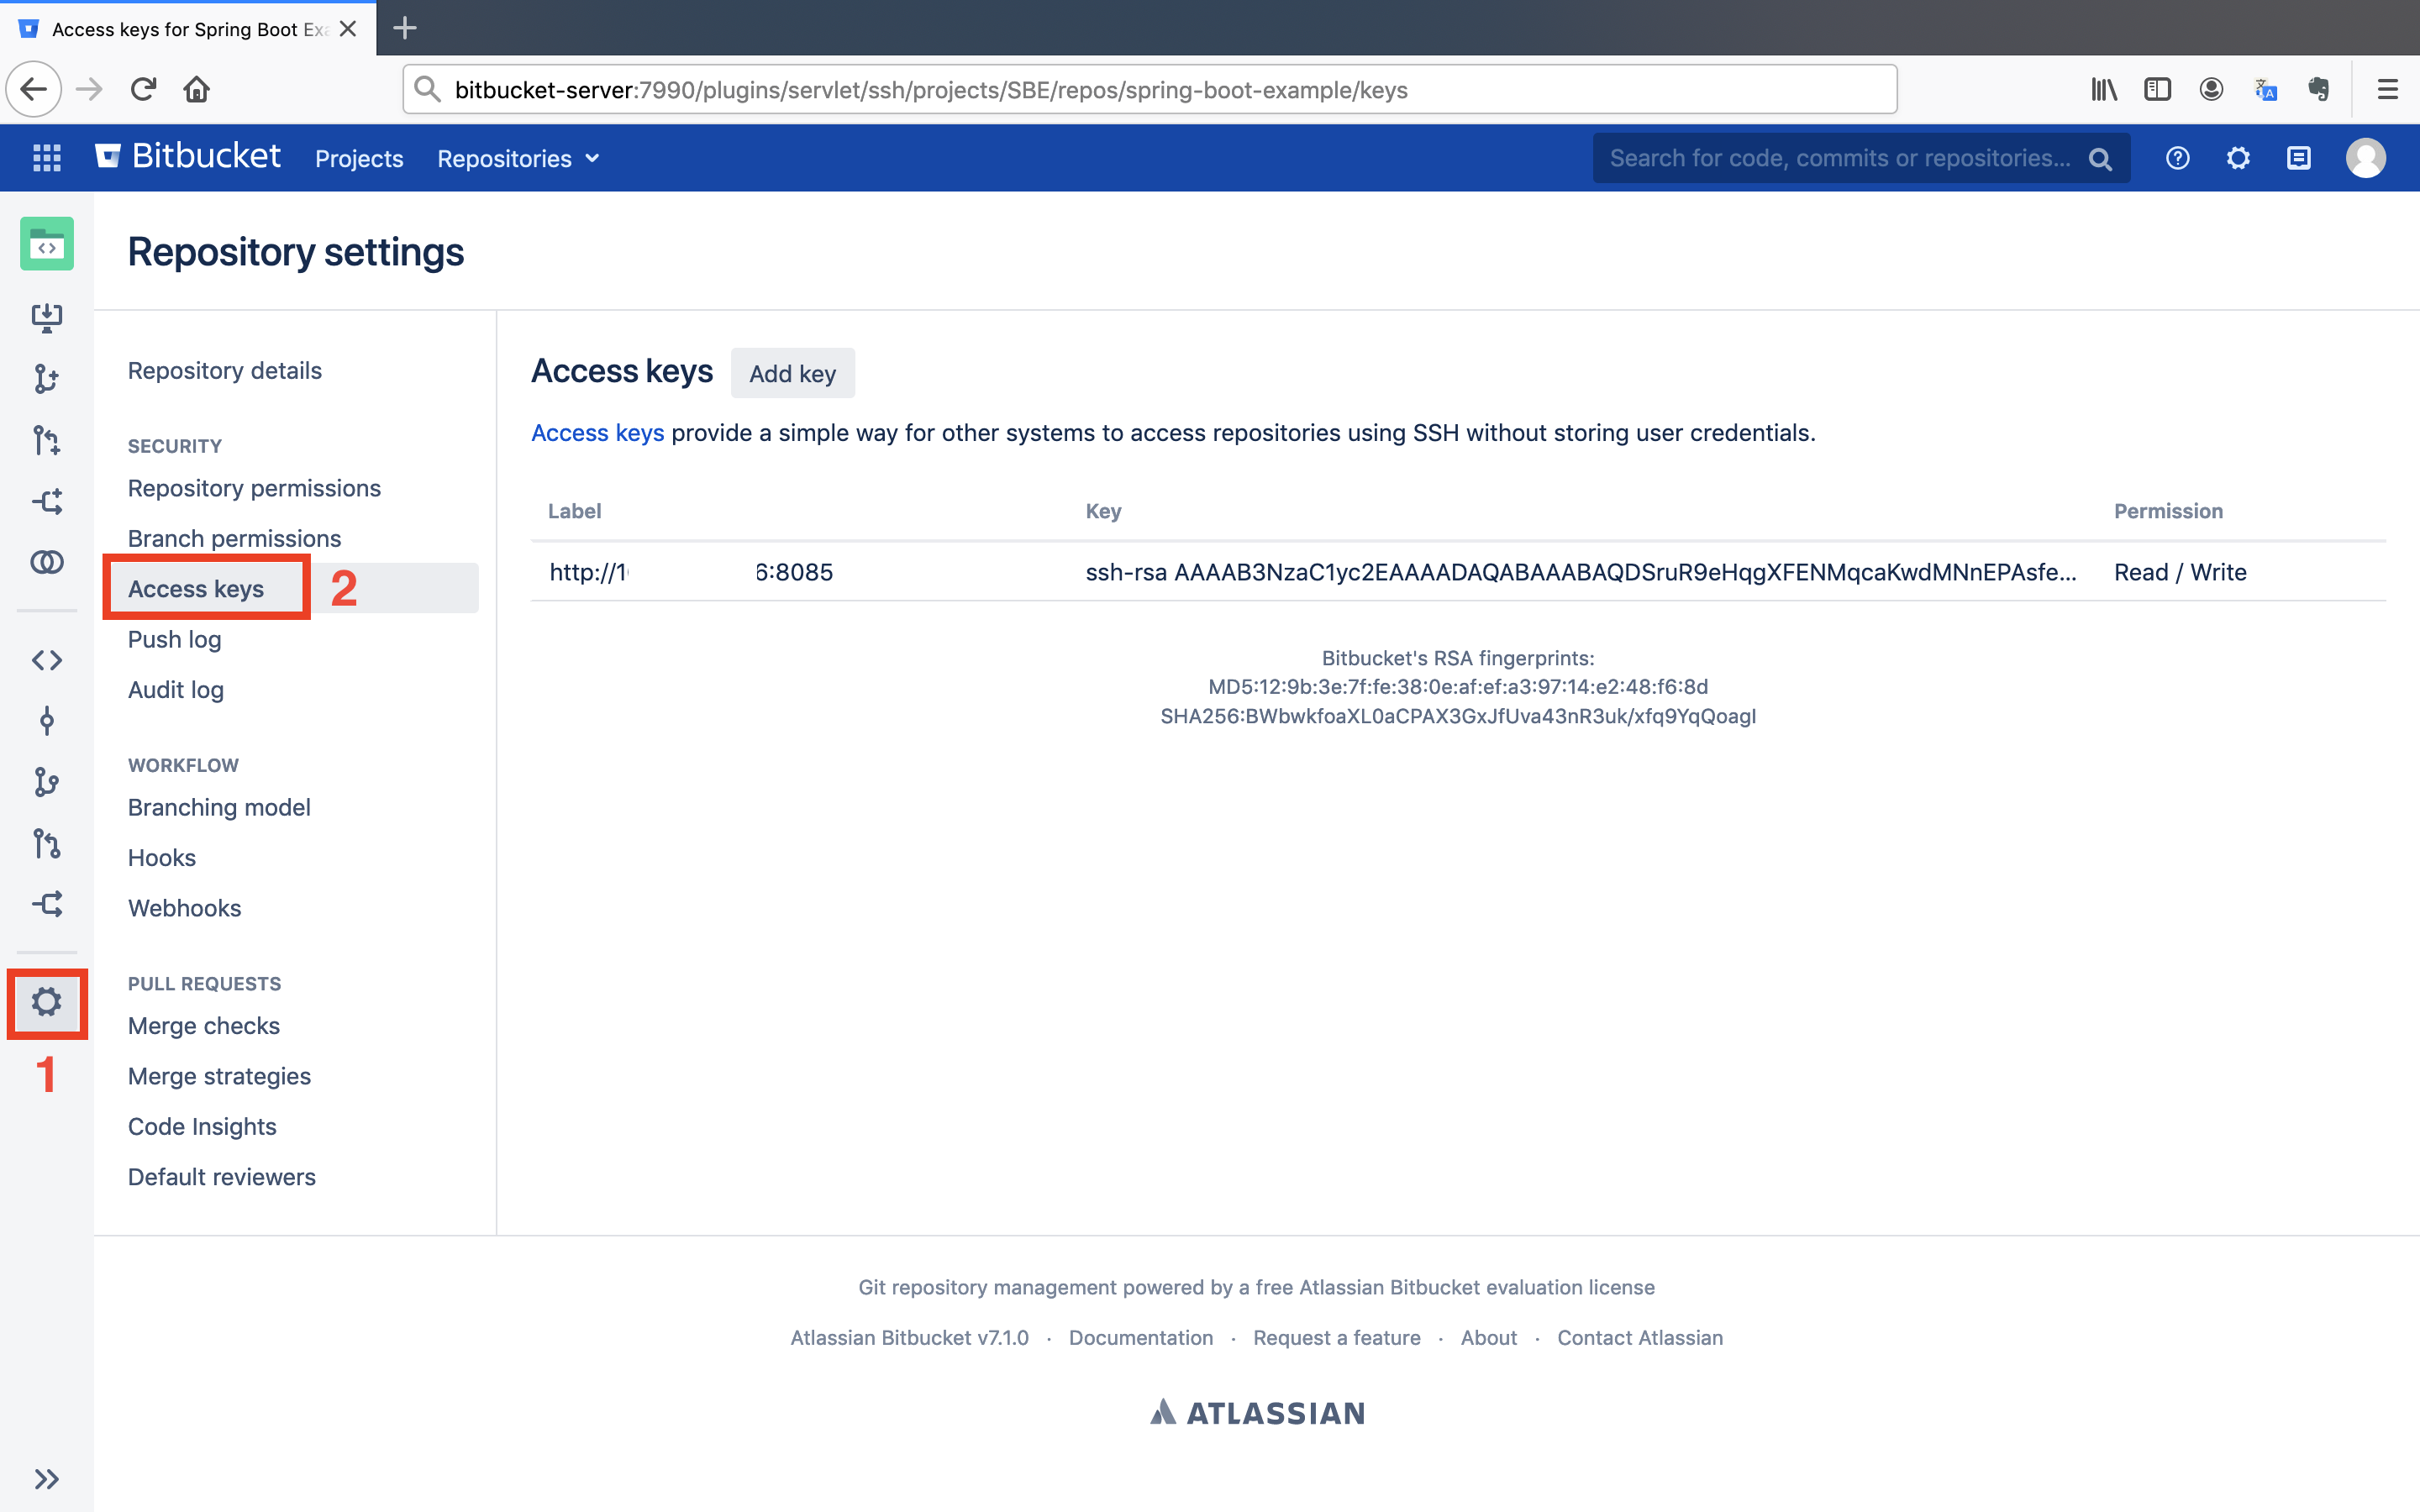 Access keys for Spring Boot Exa
bitbucket-server:7990/plugins/servlet/ssh/projects/SBE/repos/spring-boot-example/keys
Bitbucket Projects Repositories Search for code, commits or repositories...
Repository settings
Repository details
SECURITY
Repository permissions
Branch permissions
Access keys 2
Push log
Audit log
WORKFLOW
Branching model
Hooks
Webhooks
PULL REQUESTS
Merge checks
Merge strategies
Code Insights
Default reviewers
1
Access keys Add key
Access keys provide a simple way for other systems to access repositories using SSH without storing user credentials.
Label Key Permission
http://1 6:8085 ssh-rsa AAAAB3NzaC1yc2EAAAADAQABAAABAQDSruR9eHqgXFENMqcaKwdMNnEPAsfe... Read / Write
Bitbucket's RSA fingerprints:
MD5:12:9b:3e:7f:fe:38:0e:af:ef:a3:97:14:e2:48:f6:8d
SHA256:BWbwkfoaXL0aCPAX3GxJfUva43nR3uk/xfq9YqQoagI
Git repository management powered by a free Atlassian Bitbucket evaluation license
Atlassian Bitbucket v7.1.0 · Documentation · Request a feature · About · Contact Atlassian
ATLASSIAN